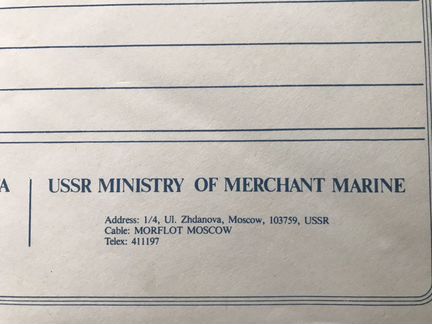 USSR MINISTRY OF MERCHANT MARINE
Address: 1/4, Ul. Zhdanova, Moscow, 103759, USSR
Cable: MORFLOT MOSCOW
Telex: 411197